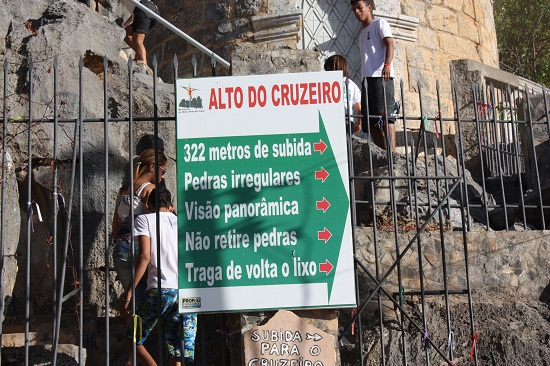 ALTO DO CRUZEIRO
322 metros de subida
Pedras irregulares
Visão panorâmica
Não retire pedras
Traga de volta o lixo
SUBIDA
PARA O
CRUZEIRO